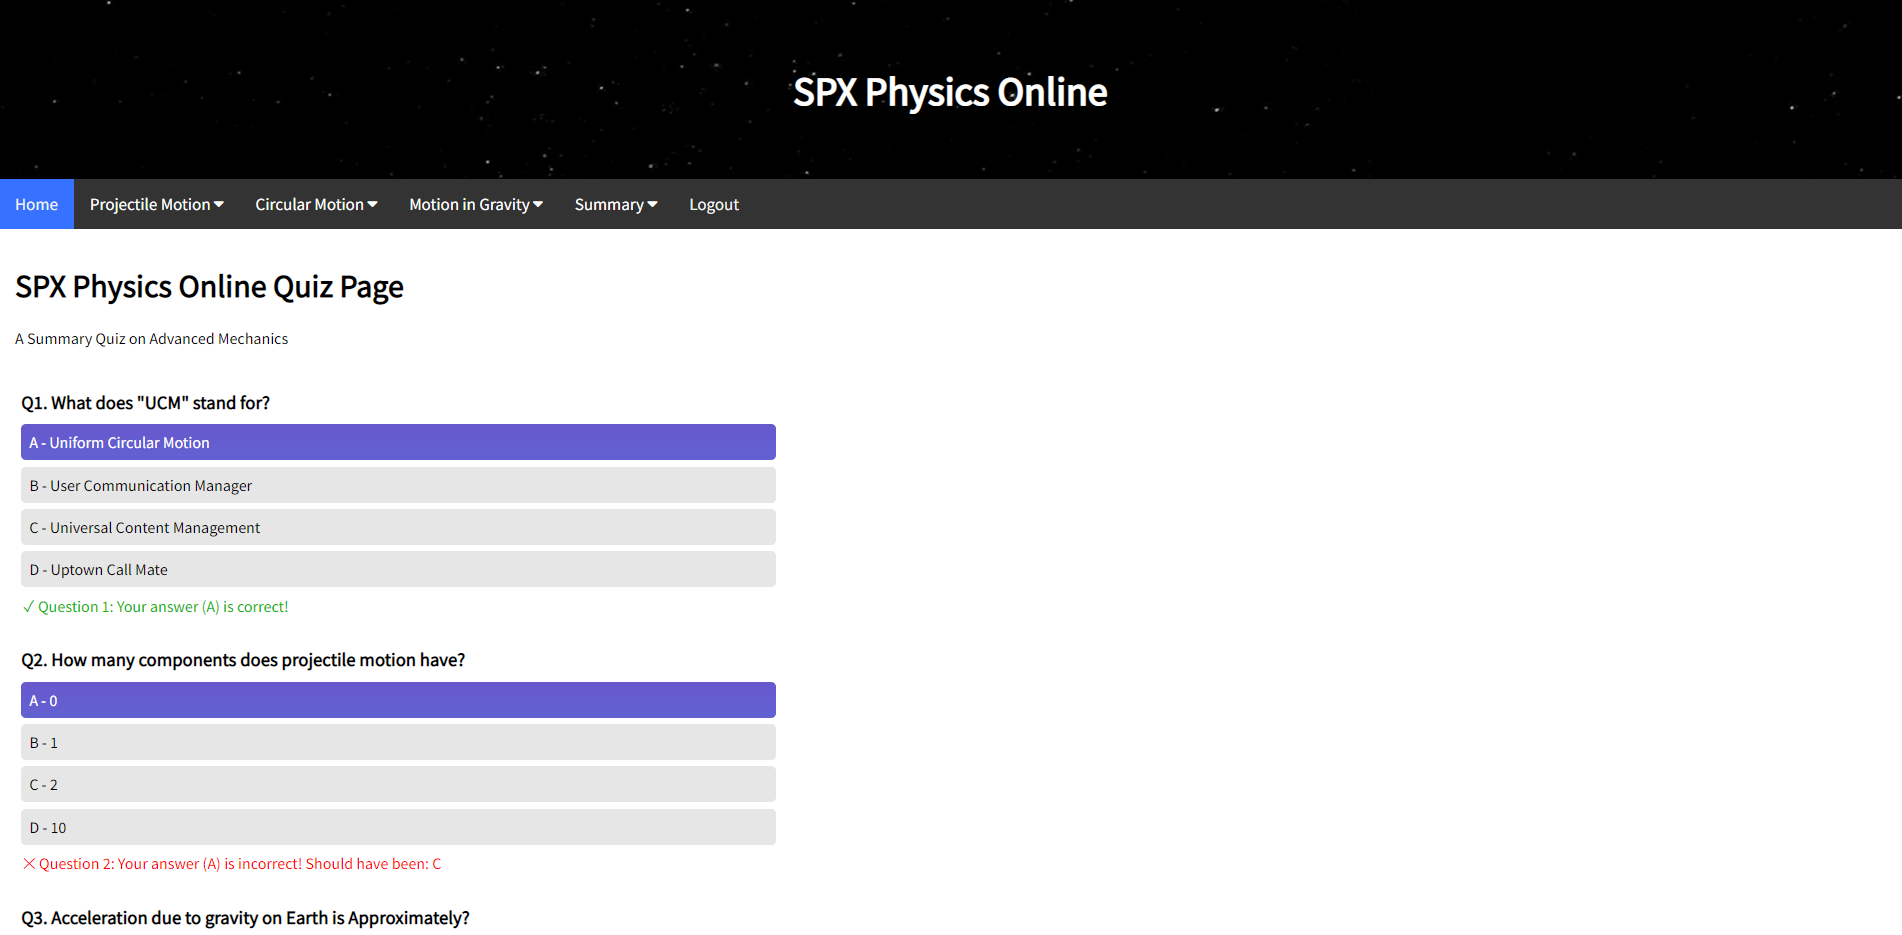 SPX Physics Online
Home Projectile Motion Circular Motion Motion in Gravity Summary Logout
SPX Physics Online Quiz Page
A Summary Quiz on Advanced Mechanics
Q1. What does "UCM" stand for?
A - Uniform Circular Motion
B - User Communication Manager
C - Universal Content Management
D - Uptown Call Mate
✓ Question 1: Your answer (A) is correct!
Q2. How many components does projectile motion have?
A - 0
B - 1
C - 2
D - 10
✕ Question 2: Your answer (A) is incorrect! Should have been: C
Q3. Acceleration due to gravity on Earth is Approximately?